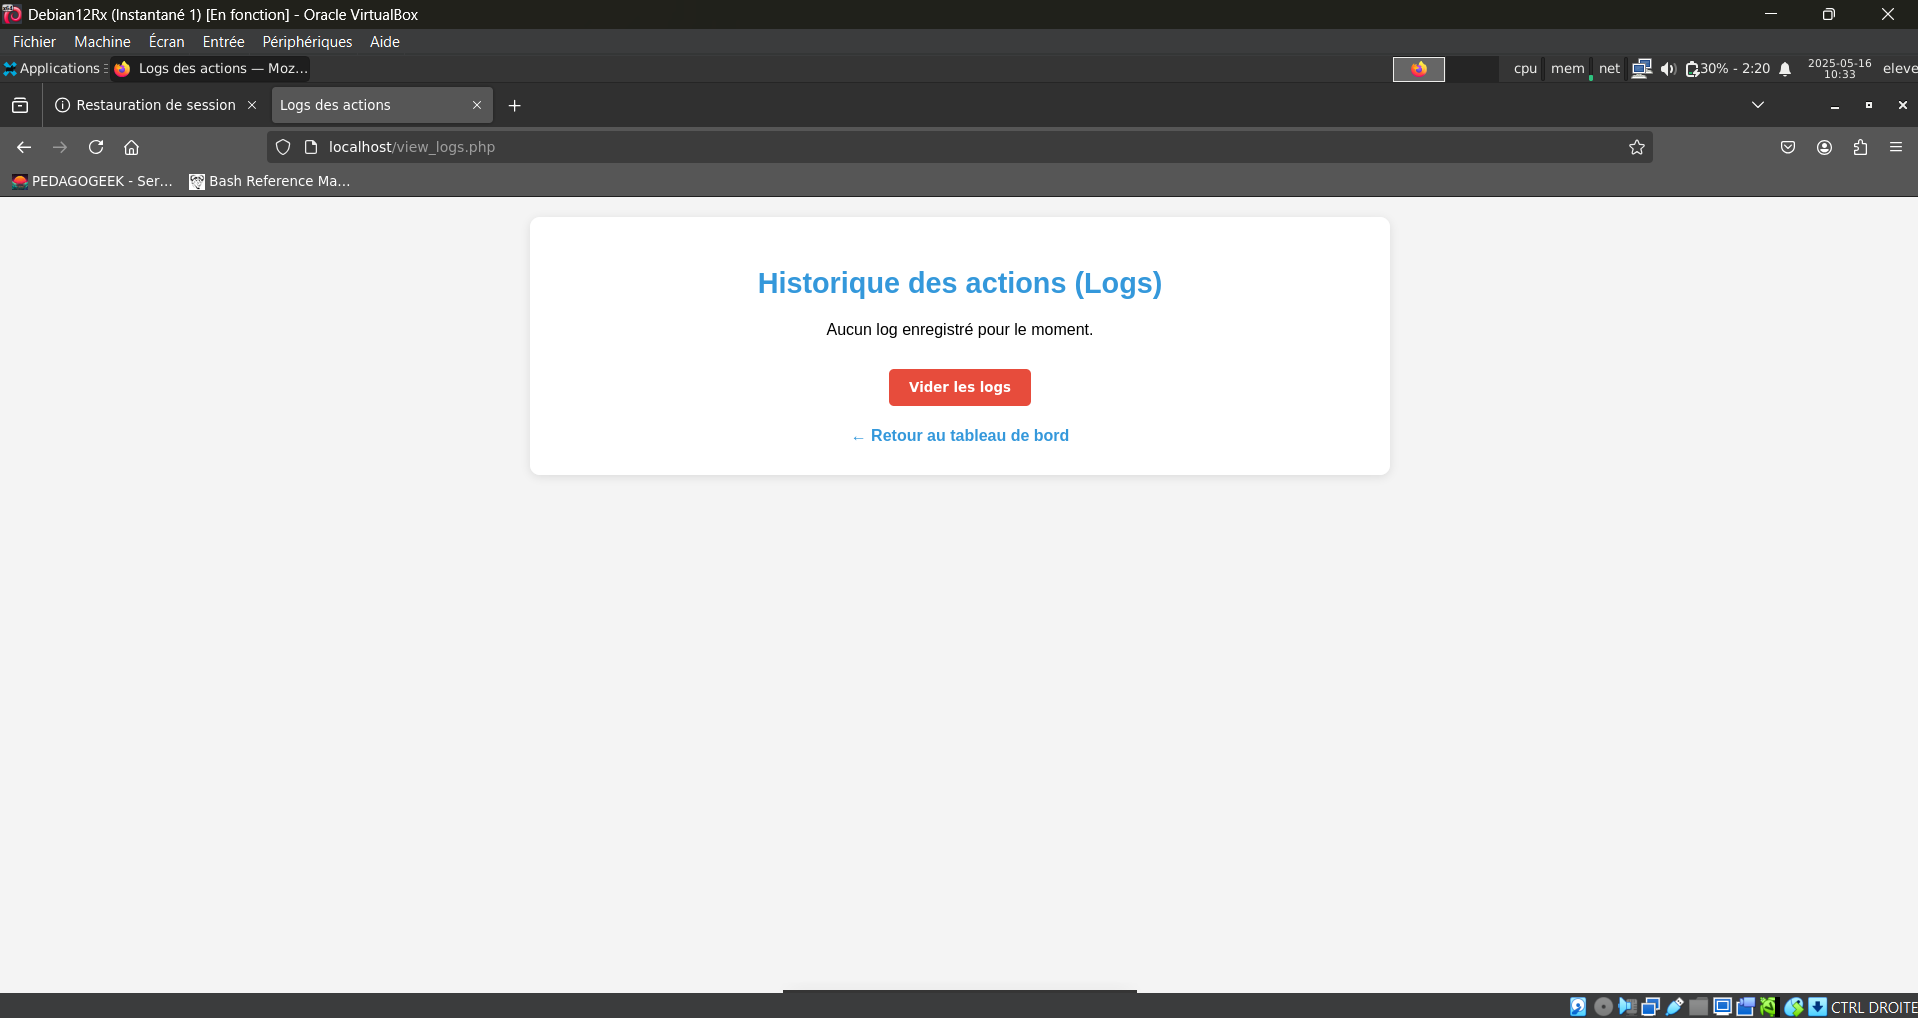 Debian12Rx (Instantané 1) [En fonction] - Oracle VirtualBox
Fichier Machine Écran Entrée Périphériques Aide
Applications Logs des actions — Moz... cpu mem net 30% - 2:20 2025-05-16 10:33 eleve
Restauration de session Logs des actions
localhost/view_logs.php
PEDAGOGEEK - Ser... Bash Reference Ma...
Historique des actions (Logs)
Aucun log enregistré pour le moment.
Vider les logs
← Retour au tableau de bord
CTRL DROITE